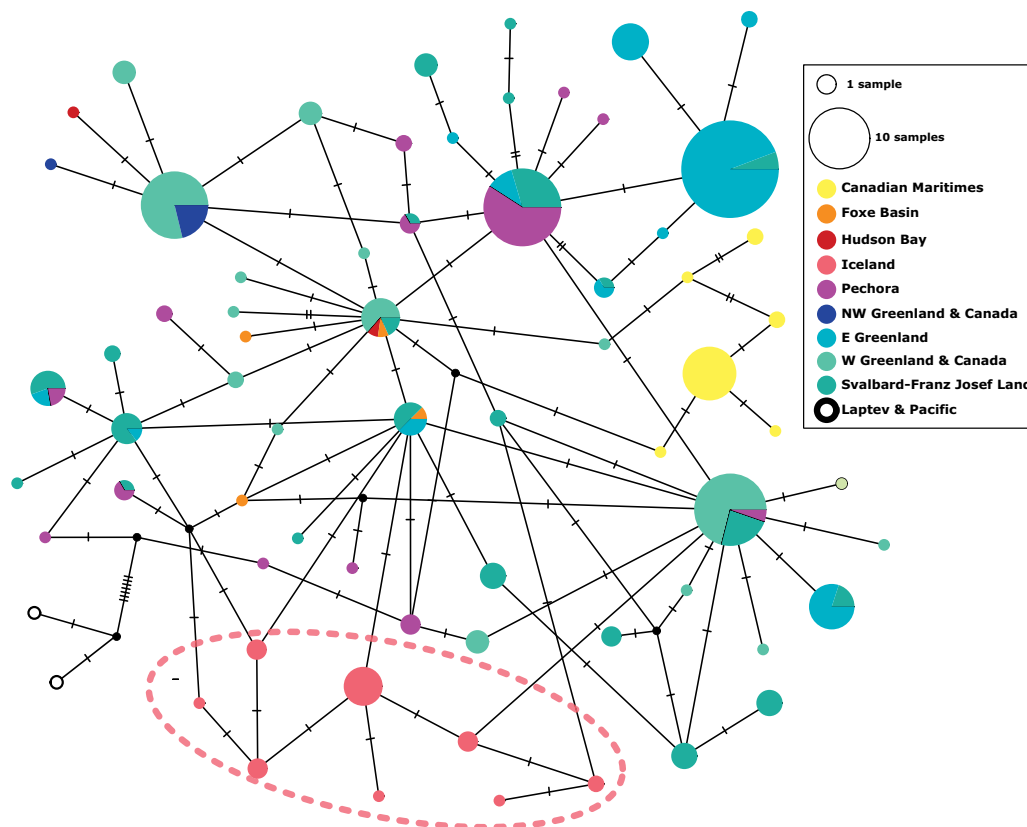 1 sample
10 samples
Canadian Maritimes
Foxe Basin
Hudson Bay
Iceland
Pechora
NW Greenland & Canada
E Greenland
W Greenland & Canada
Svalbard-Franz Josef Land
Laptev & Pacific